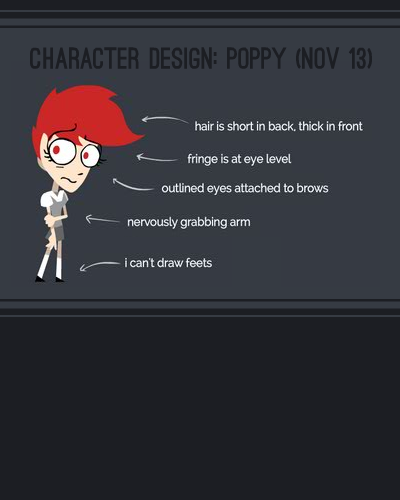 CHARACTER DESIGN: POPPY (NOV 13)
hair is short in back, thick in front
fringe is at eye level
outlined eyes attached to brows
nervously grabbing arm
i can't draw feets